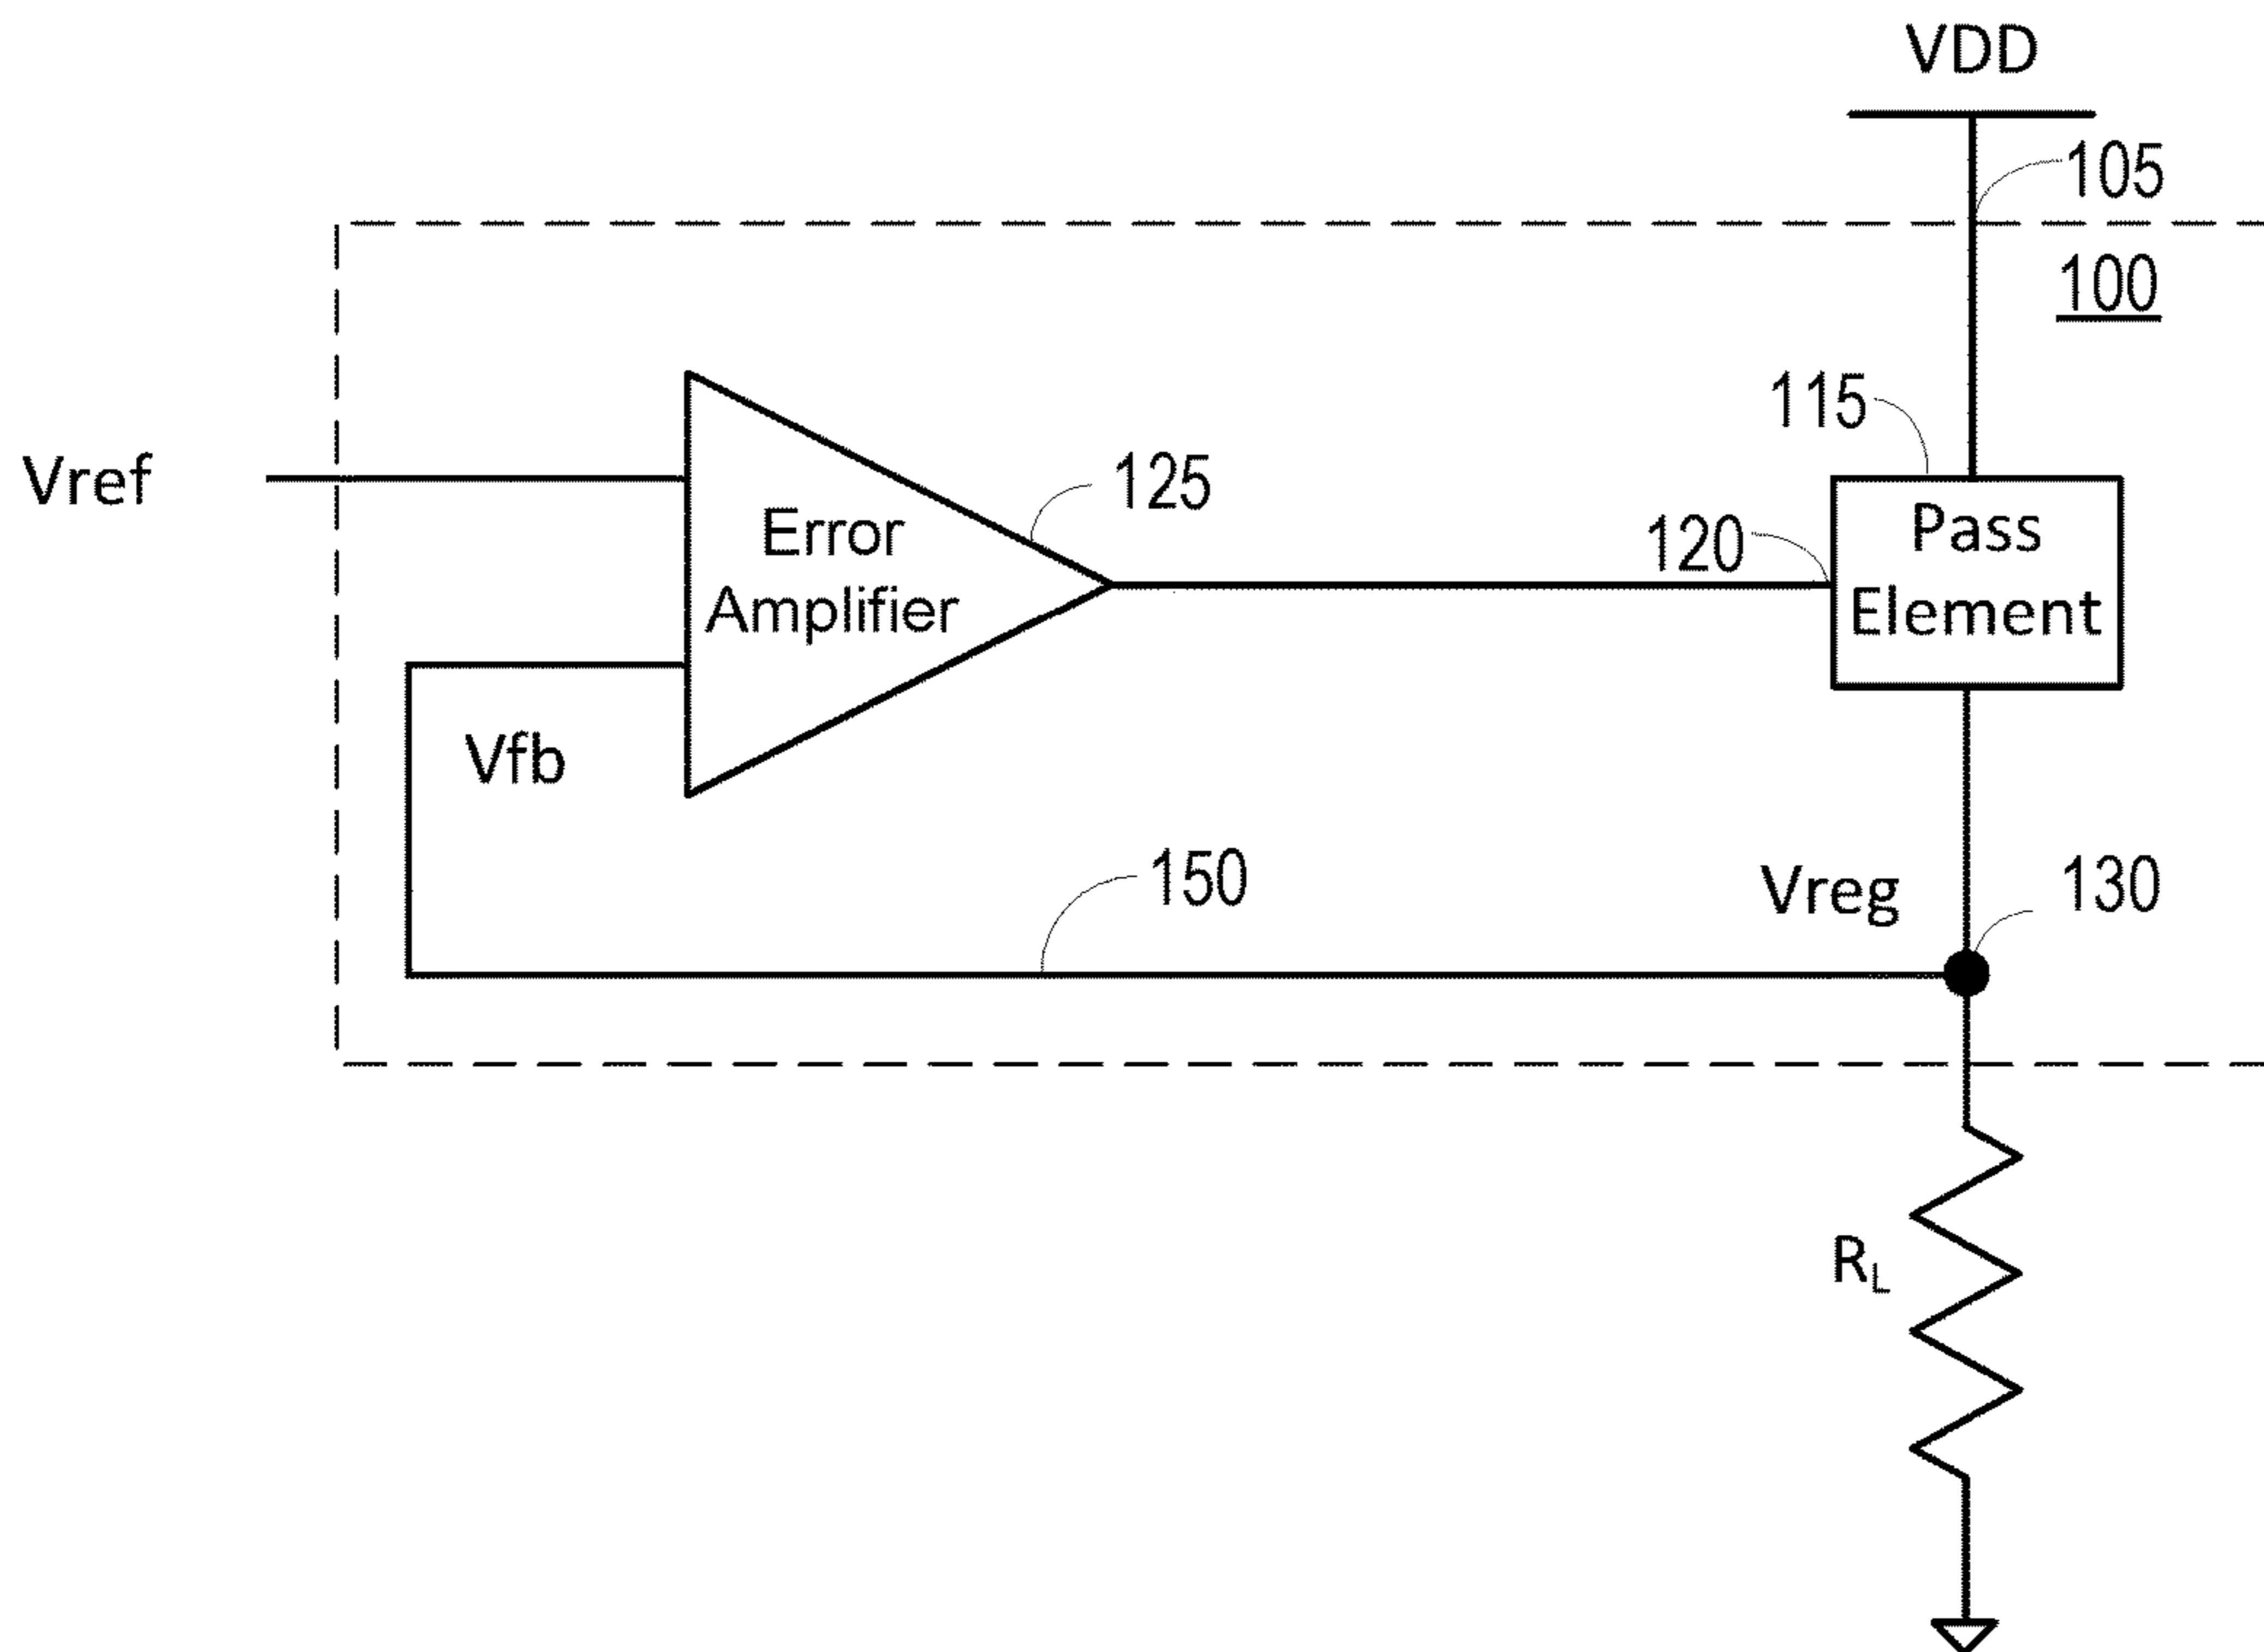 VDD
105
100
115
Vref
125
Error
Amplifier
120
Pass
Element
Vfb
150
Vreg
130
RL